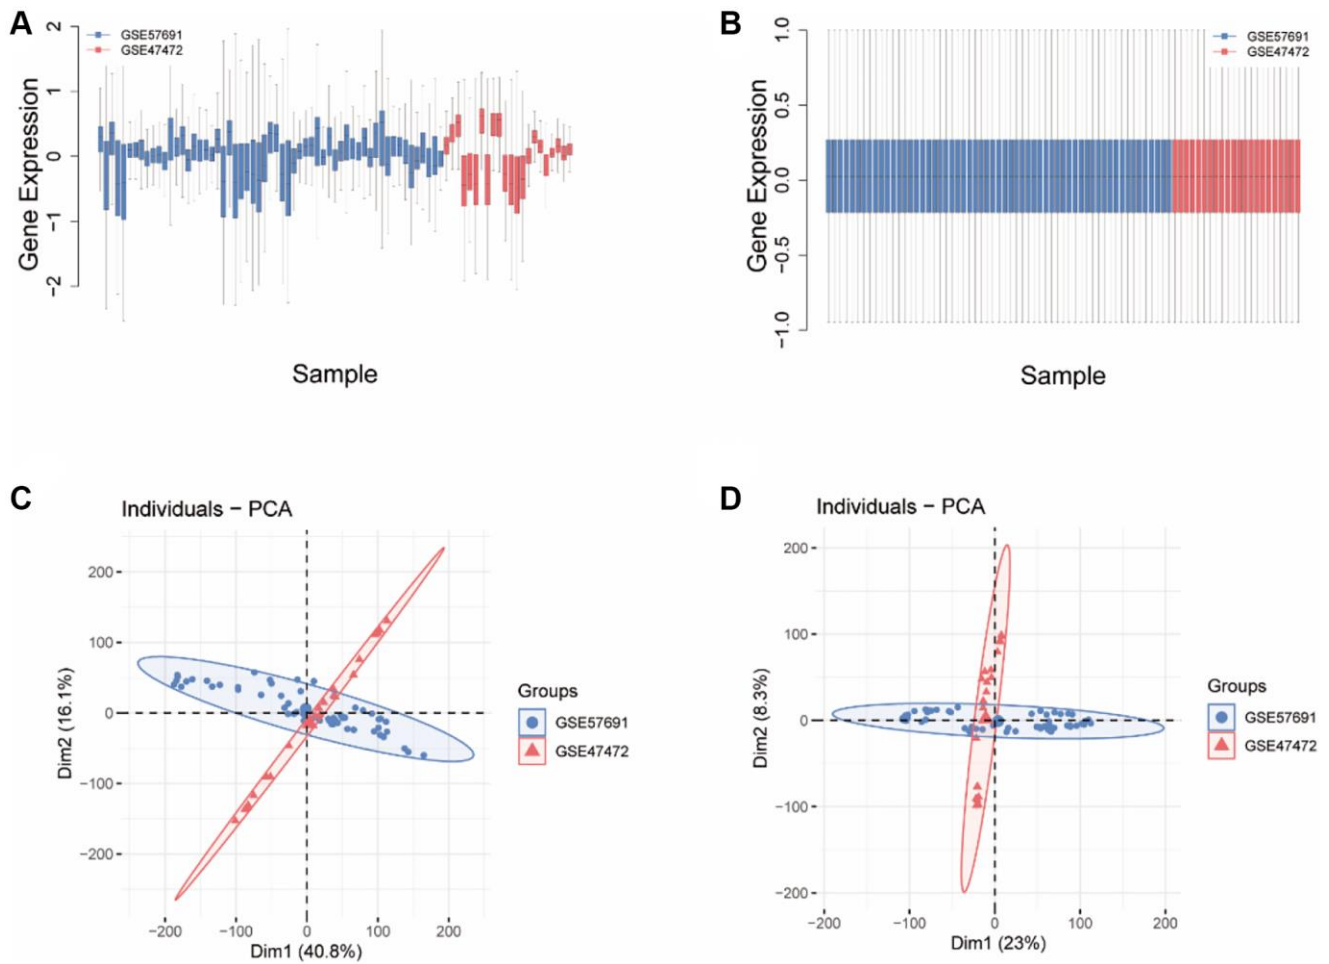 A
GSE57691
GSE47472
2
1
0
−1
−2
Gene Expression
Sample
B
GSE57691
GSE47472
1.0
0.5
0.0
−0.5
−1.0
Gene Expression
Sample
C
Individuals − PCA
200
100
0
−100
−200
Dim2 (16.1%)
−200 −100 0 100 200
Dim1 (40.8%)
Groups
GSE57691
GSE47472
D
Individuals − PCA
200
100
0
−100
−200
Dim2 (8.3%)
−200 −100 0 100 200
Dim1 (23%)
Groups
GSE57691
GSE47472